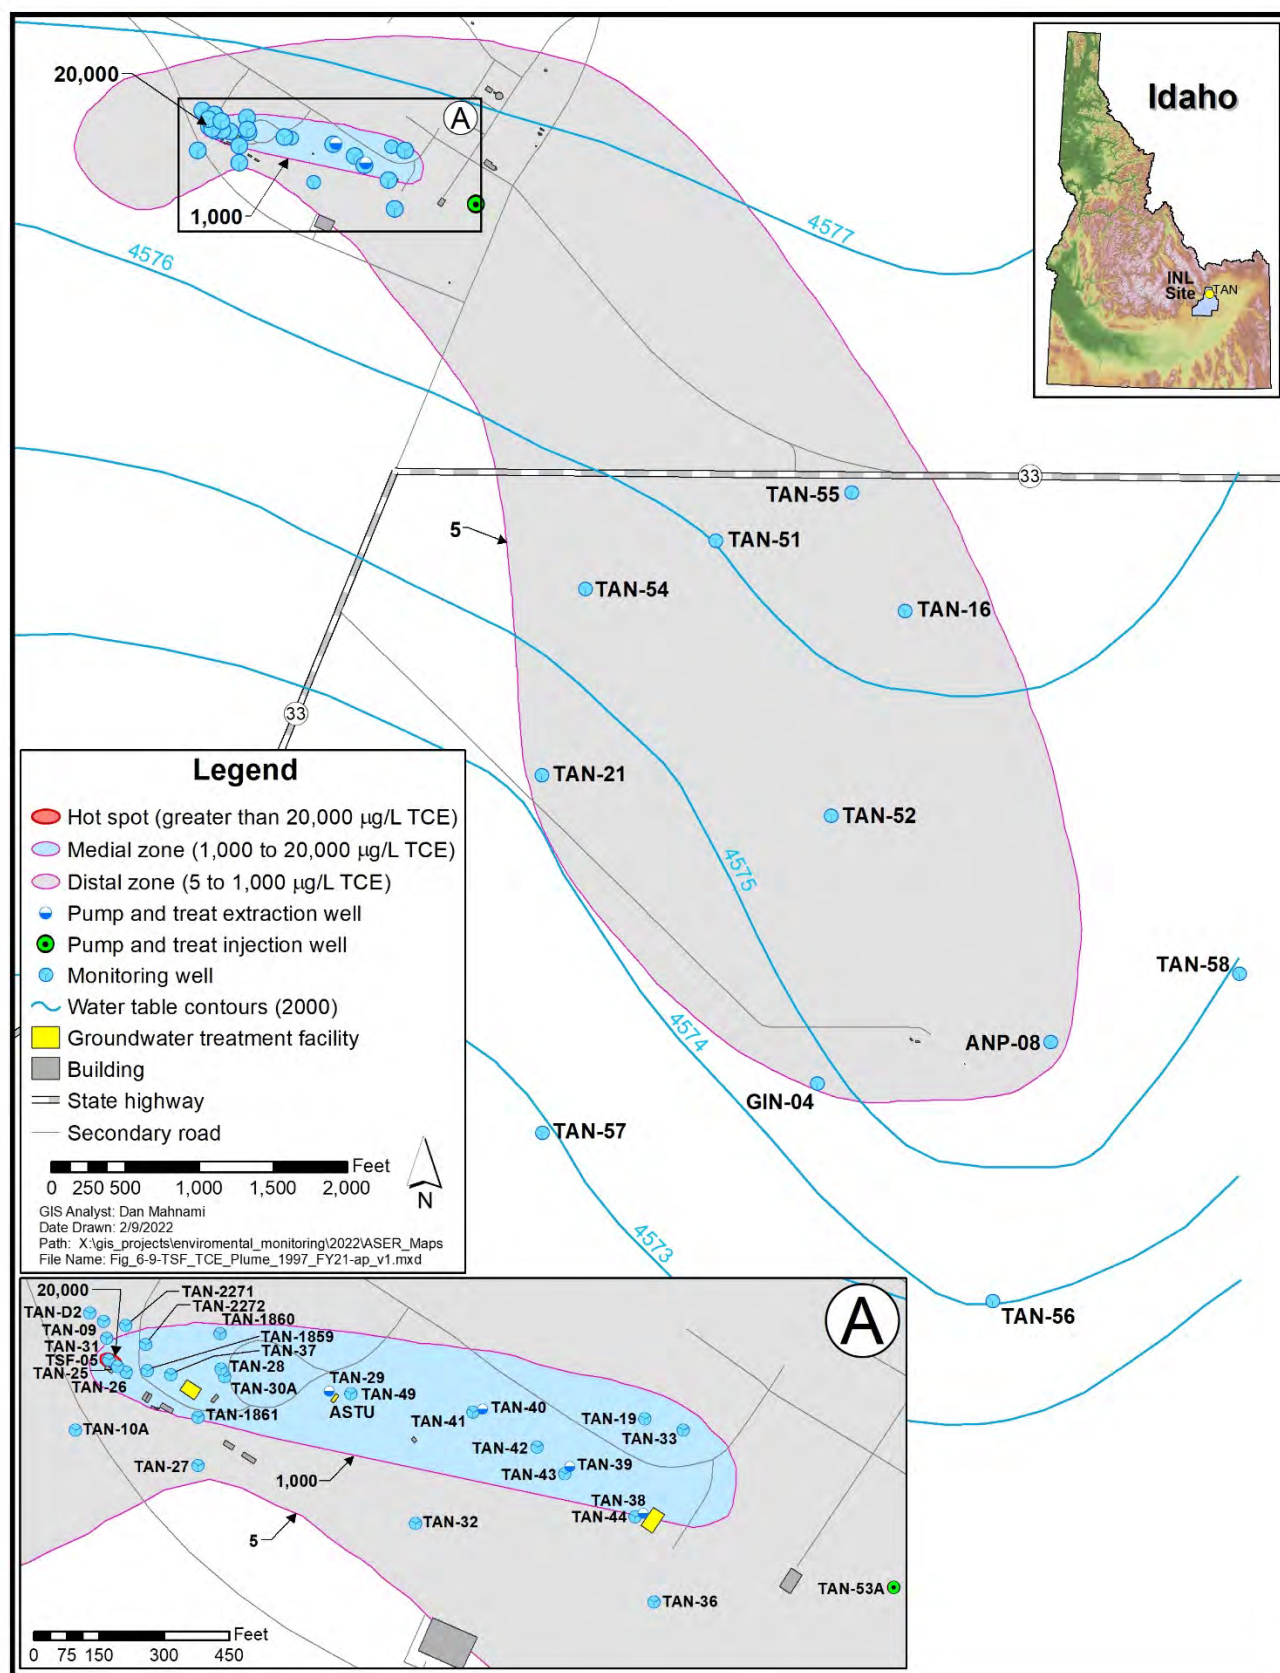 20,000
A
Idaho
INL
Site
TAN
1,000
4577
4576
33
TAN-55
5
TAN-51
TAN-54
TAN-16
33
TAN-21
TAN-52
4575
TAN-58
4574
ANP-08
GIN-04
TAN-57
4573
TAN-56
Legend
Hot spot (greater than 20,000 µg/L TCE)
Medial zone (1,000 to 20,000 µg/L TCE)
Distal zone (5 to 1,000 µg/L TCE)
Pump and treat extraction well
Pump and treat injection well
Monitoring well
Water table contours (2000)
Groundwater treatment facility
Building
State highway
Secondary road
Feet
0 250 500 1,000 1,500 2,000
N
GIS Analyst: Dan Mahnami
Date Drawn: 2/9/2022
Path: X:\gis_projects\enviromental_monitoring\2022\ASER_Maps
File Name: Fig_6-9-TSF_TCE_Plume_1997_FY21-ap_v1.mxd
A
20,000
TAN-2271
TAN-D2
TAN-2272
TAN-1860
TAN-09
TAN-1859
TAN-31
TAN-37
TSF-05
TAN-28
TAN-25
TAN-29
TAN-26
TAN-30A
TAN-49
ASTU
TAN-40
TAN-19
TAN-41
TAN-1861
TAN-10A
TAN-33
TAN-42
TAN-27
TAN-39
TAN-43
1,000
TAN-38
TAN-44
TAN-32
5
TAN-53A
TAN-36
Feet
0 75 150 300 450